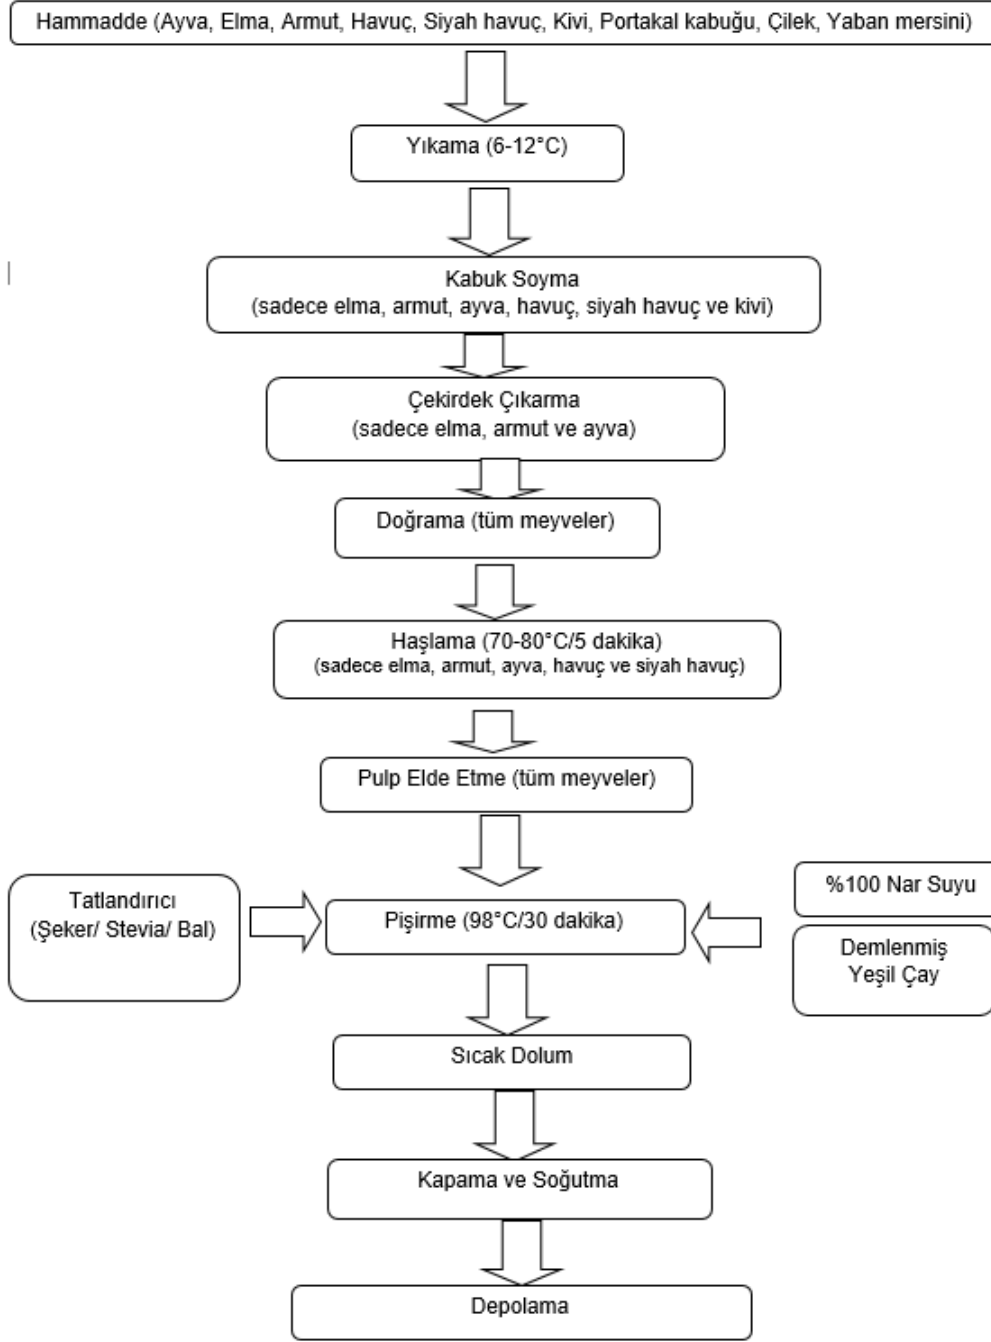 Hammadde (Ayva, Elma, Armut, Havuç, Siyah havuç, Kivi, Portakal kabuğu, Çilek, Yaban mersini)
Yıkama (6-12°C)
Kabuk Soyma
(sadece elma, armut, ayva, havuç, siyah havuç ve kivi)
Çekirdek Çıkarma
(sadece elma, armut ve ayva)
Doğrama (tüm meyveler)
Haşlama (70-80°C/5 dakika)
(sadece elma, armut, ayva, havuç ve siyah havuç)
Pulp Elde Etme (tüm meyveler)
Tatlandırıcı
(Şeker/ Stevia/ Bal)
Pişirme (98°C/30 dakika)
%100 Nar Suyu
Demlenmiş
Yeşil Çay
Sıcak Dolum
Kapama ve Soğutma
Depolama